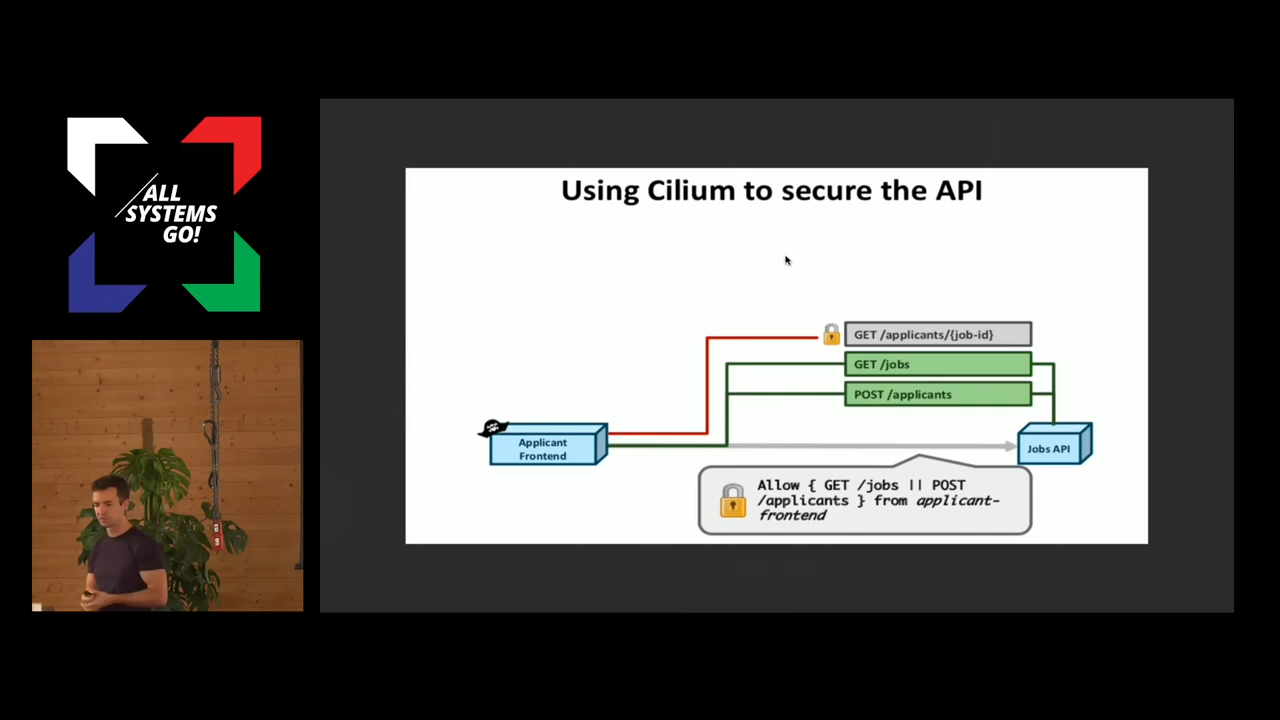 ALL
SYSTEMS
GO!
Using Cilium to secure the API
GET /applicants/{job-id}
GET /jobs
POST /applicants
Applicant
Frontend
Jobs API
Allow { GET /jobs || POST
/applicants } from applicant-
frontend